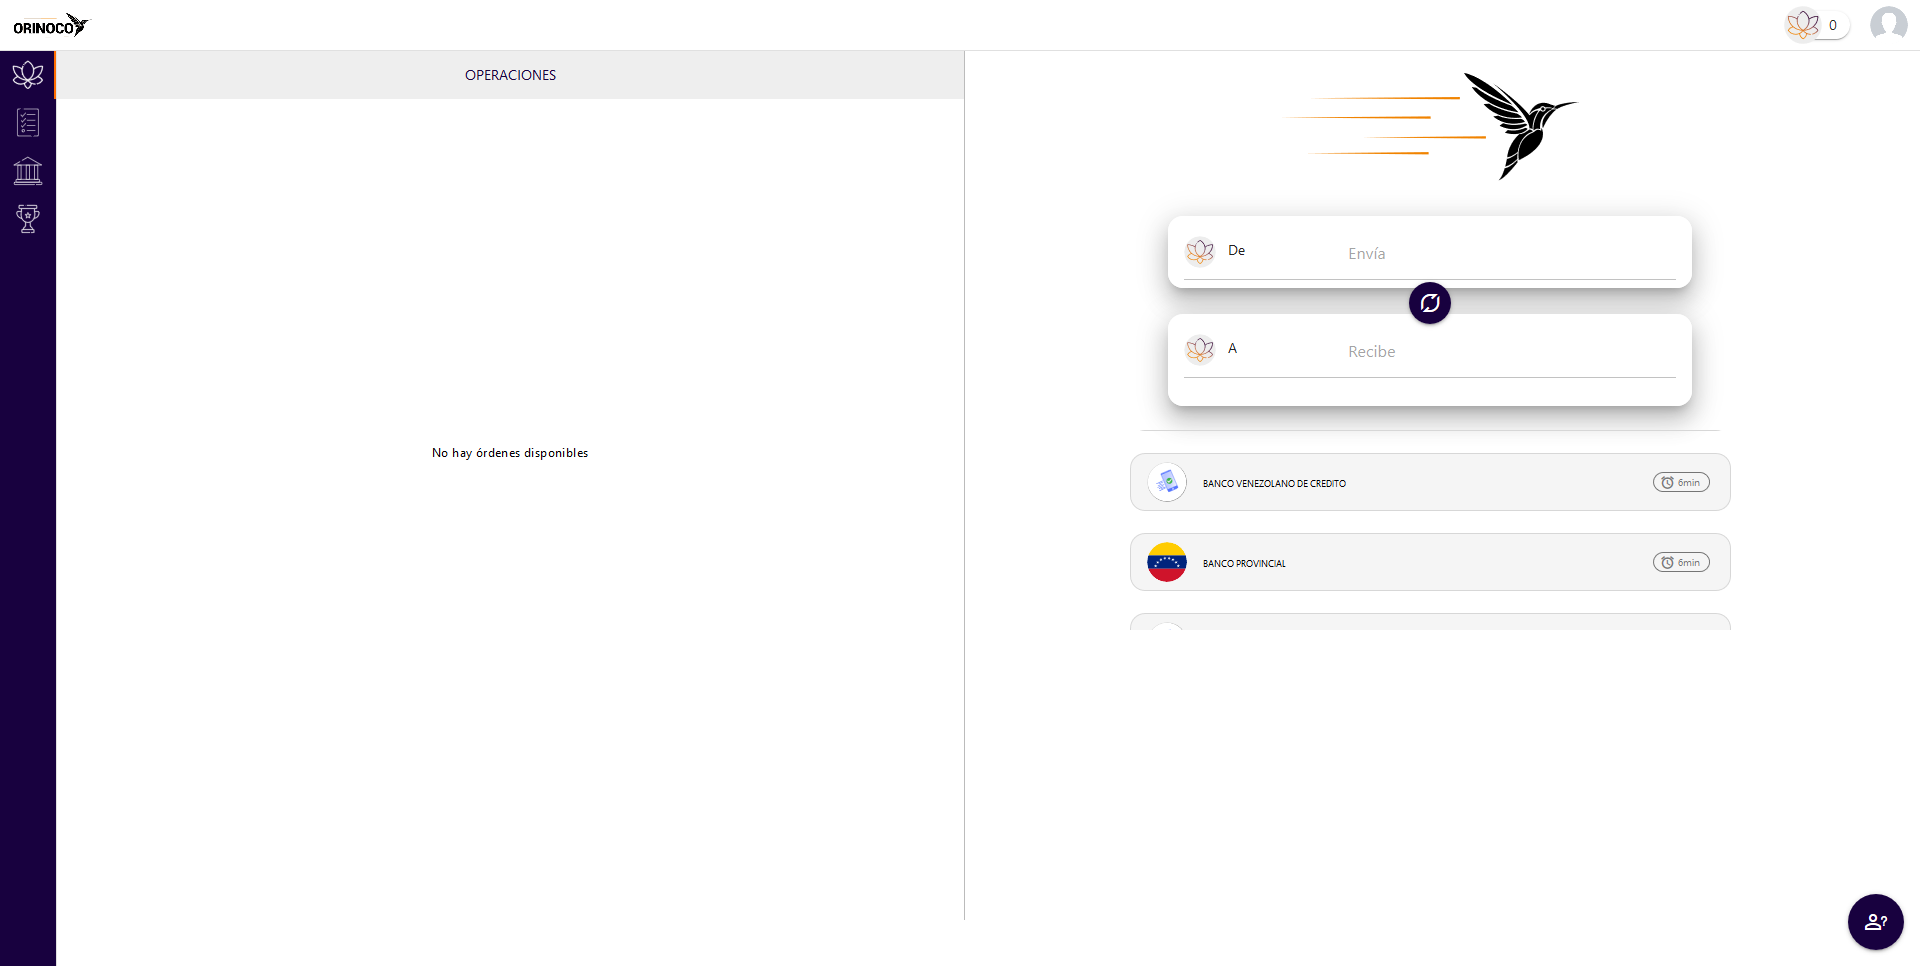 ORINOCO
0
OPERACIONES
No hay órdenes disponibles
De
Envía
A
Recibe
BANCO VENEZOLANO DE CREDITO
6min
BANCO PROVINCIAL
6min
?